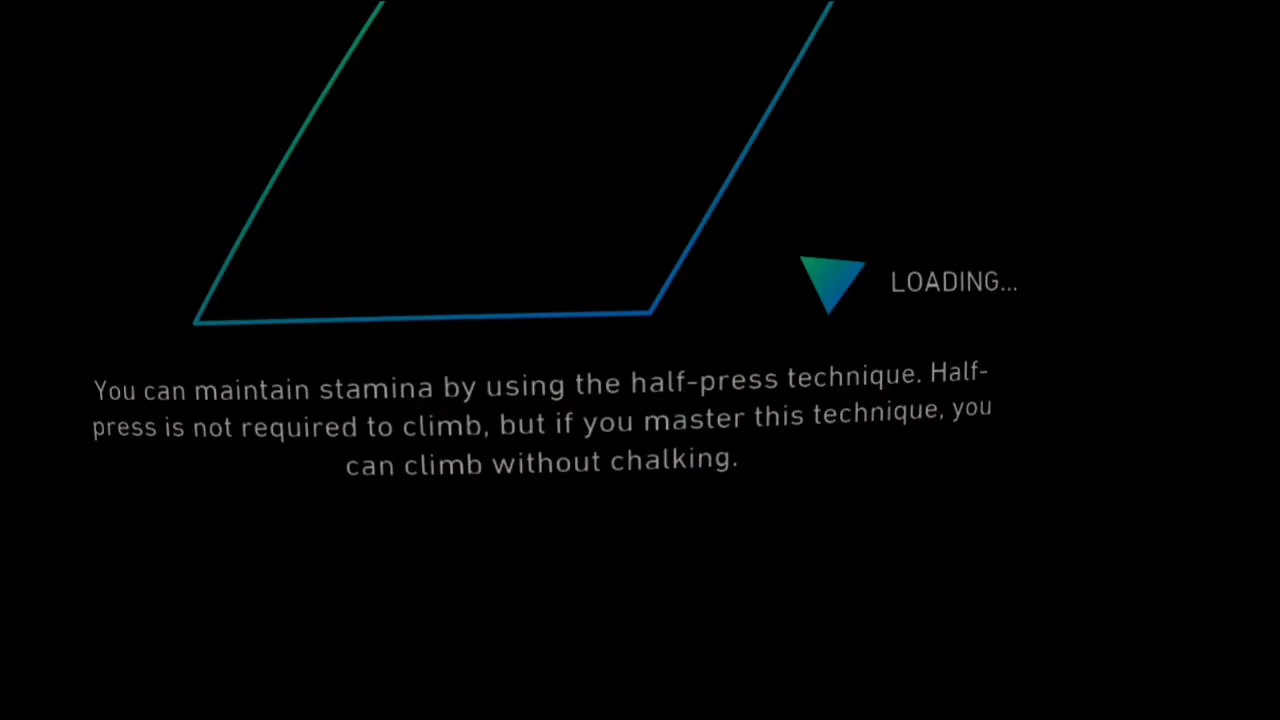 LOADING...
You can maintain stamina by using the half-press technique. Half-
press is not required to climb, but if you master this technique, you
can climb without chalking.